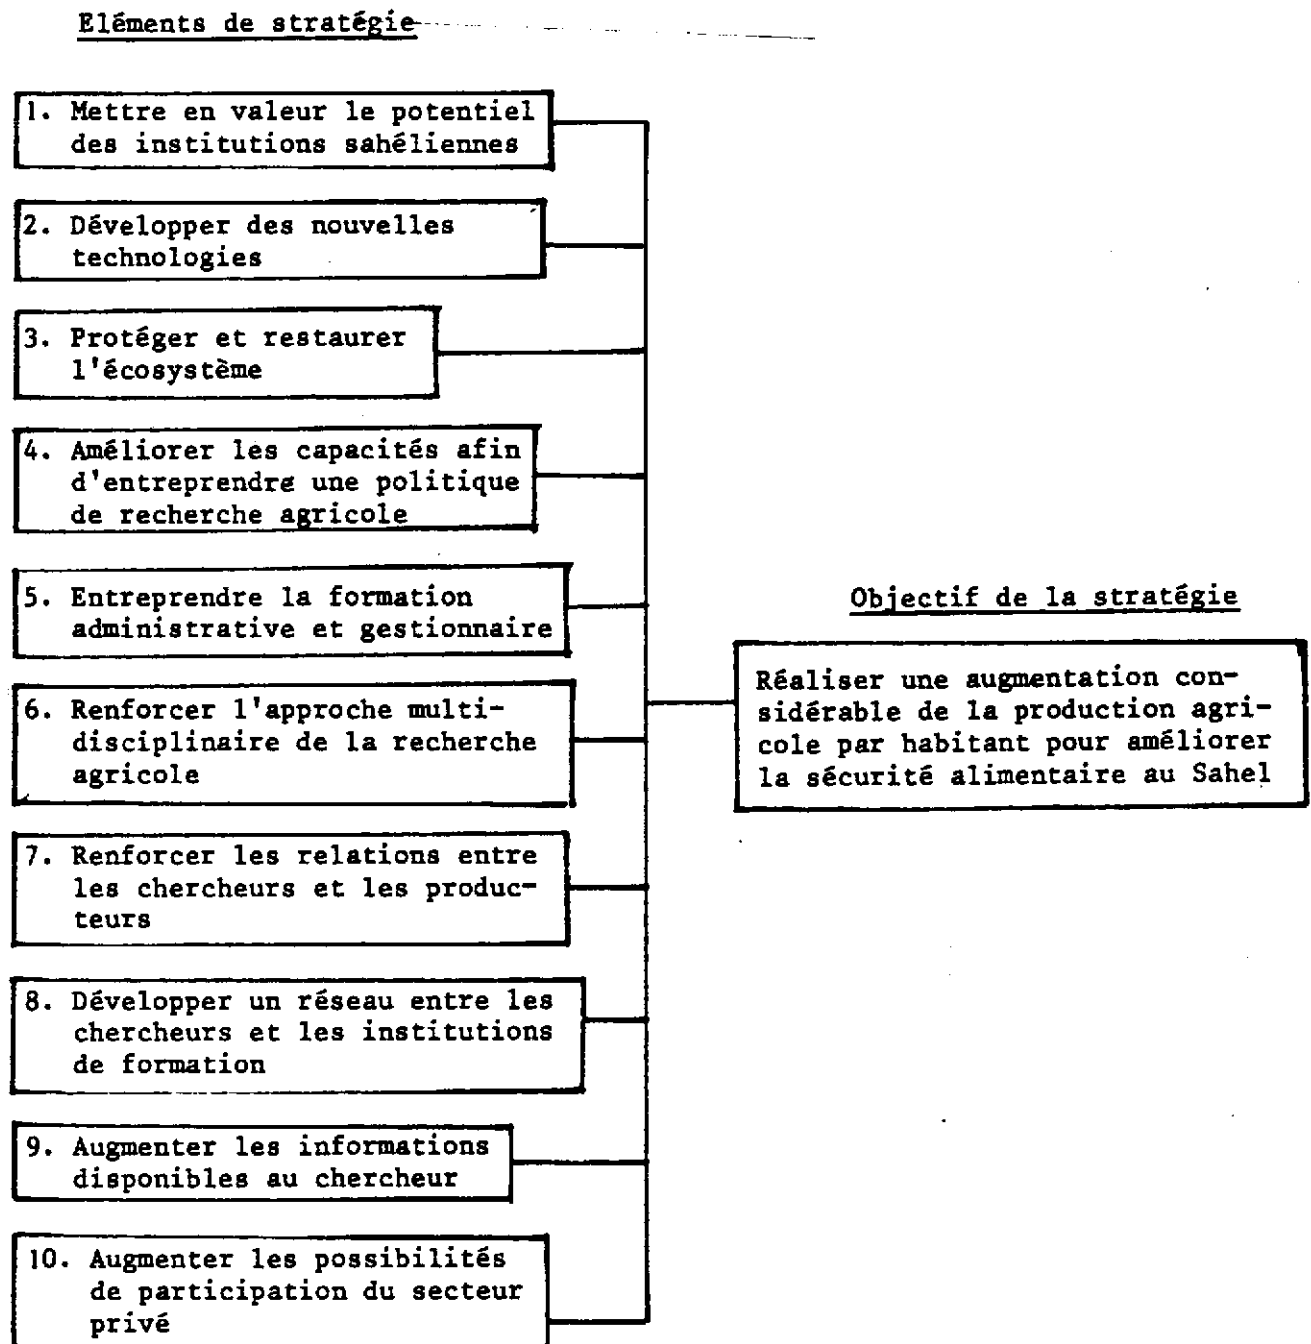 Eléments de stratégie
1. Mettre en valeur le potentiel
des institutions sahéliennes
2. Développer des nouvelles
technologies
3. Protéger et restaurer
l'écosystème
4. Améliorer les capacités afin
d'entreprendre une politique
de recherche agricole
5. Entreprendre la formation
administrative et gestionnaire
6. Renforcer l'approche multi-
disciplinaire de la recherche
agricole
7. Renforcer les relations entre
les chercheurs et les produc-
teurs
8. Développer un réseau entre les
chercheurs et les institutions
de formation
9. Augmenter les informations
disponibles au chercheur
10. Augmenter les possibilités
de participation du secteur
privé
Objectif de la stratégie
Réaliser une augmentation con-
sidérable de la production agri-
cole par habitant pour améliorer
la sécurité alimentaire au Sahel